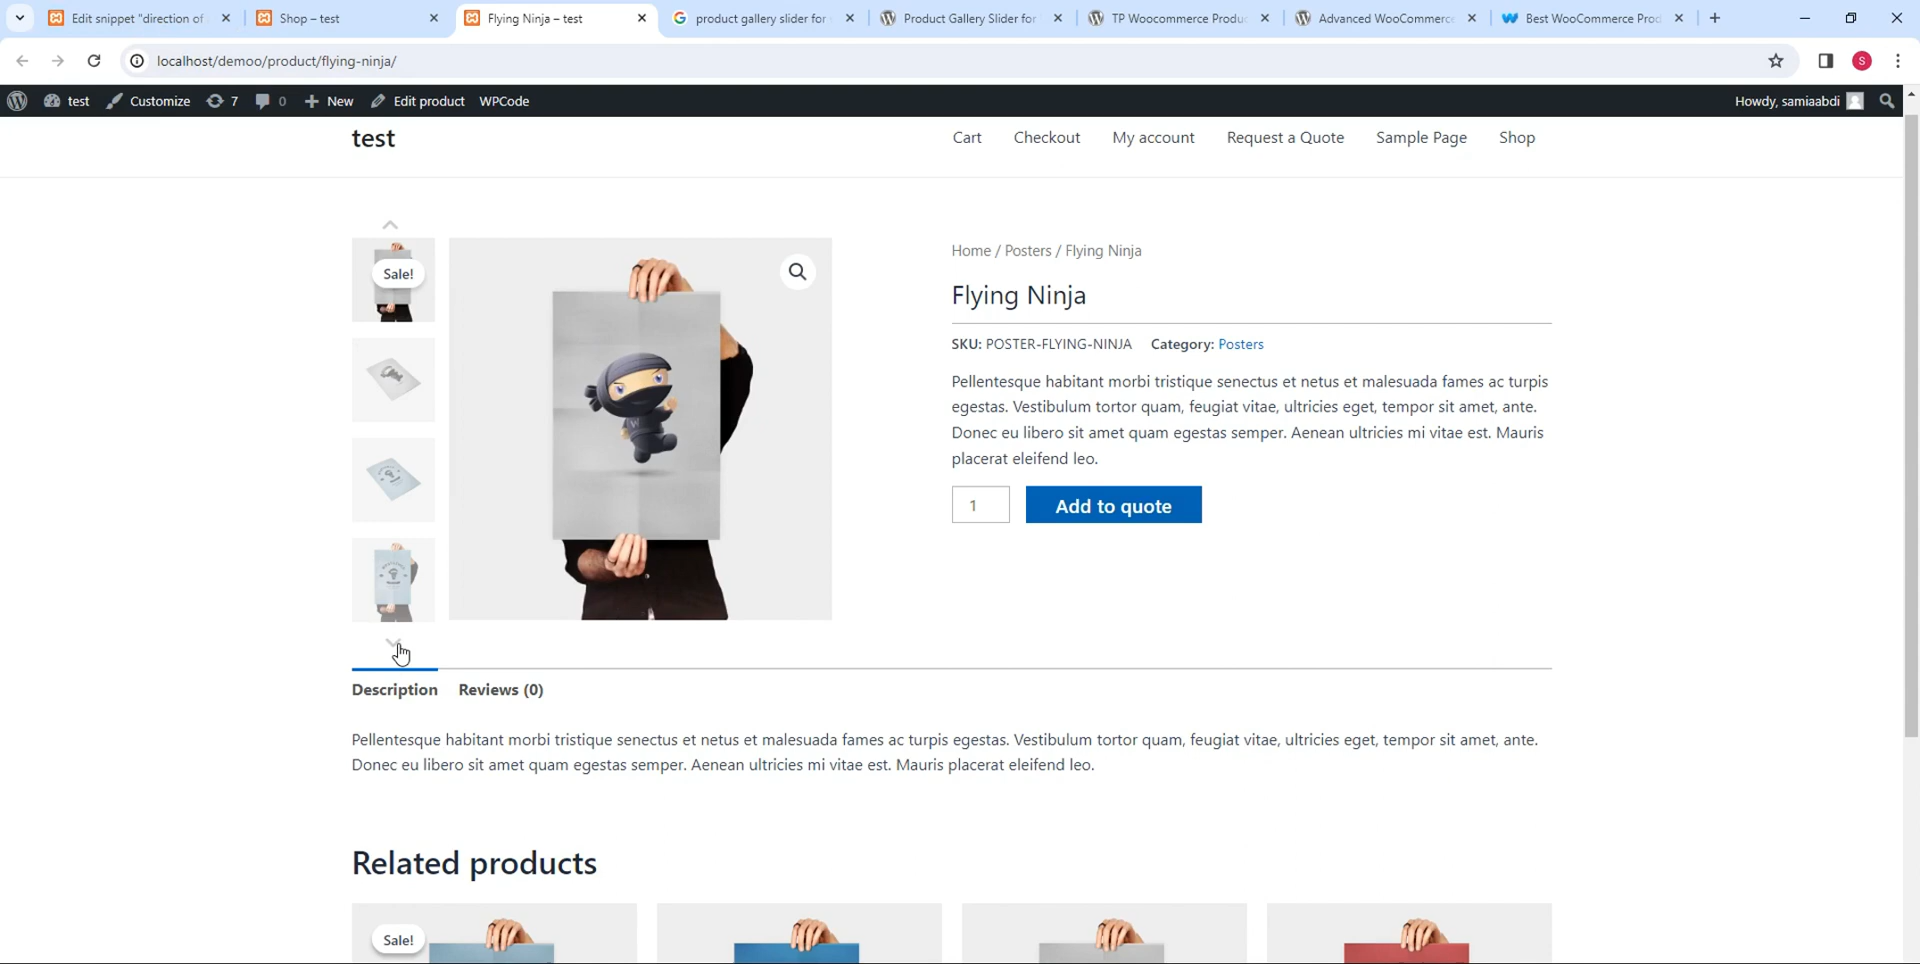 Edit snippet "direction of
Shop – test
Flying Ninja – test
product gallery slider for
Product Gallery Slider for
TP Woocommerce Produc
Advanced WooCommerc
Best WooCommerce Prod
localhost/demoo/product/flying-ninja/
S
test
Customize
7
0
New
Edit product
WPCode
Howdy, samiaabdi
test
Cart
Checkout
My account
Request a Quote
Sample Page
Shop
Sale!
Home / Posters / Flying Ninja
Flying Ninja
SKU: POSTER-FLYING-NINJA Category: Posters
Pellentesque habitant morbi tristique senectus et netus et malesuada fames ac turpis
egestas. Vestibulum tortor quam, feugiat vitae, ultricies eget, tempor sit amet, ante.
Donec eu libero sit amet quam egestas semper. Aenean ultricies mi vitae est. Mauris
placerat eleifend leo.
1
Add to quote
Description
Reviews (0)
Pellentesque habitant morbi tristique senectus et netus et malesuada fames ac turpis egestas. Vestibulum tortor quam, feugiat vitae, ultricies eget, tempor sit amet, ante.
Donec eu libero sit amet quam egestas semper. Aenean ultricies mi vitae est. Mauris placerat eleifend leo.
Related products
Sale!